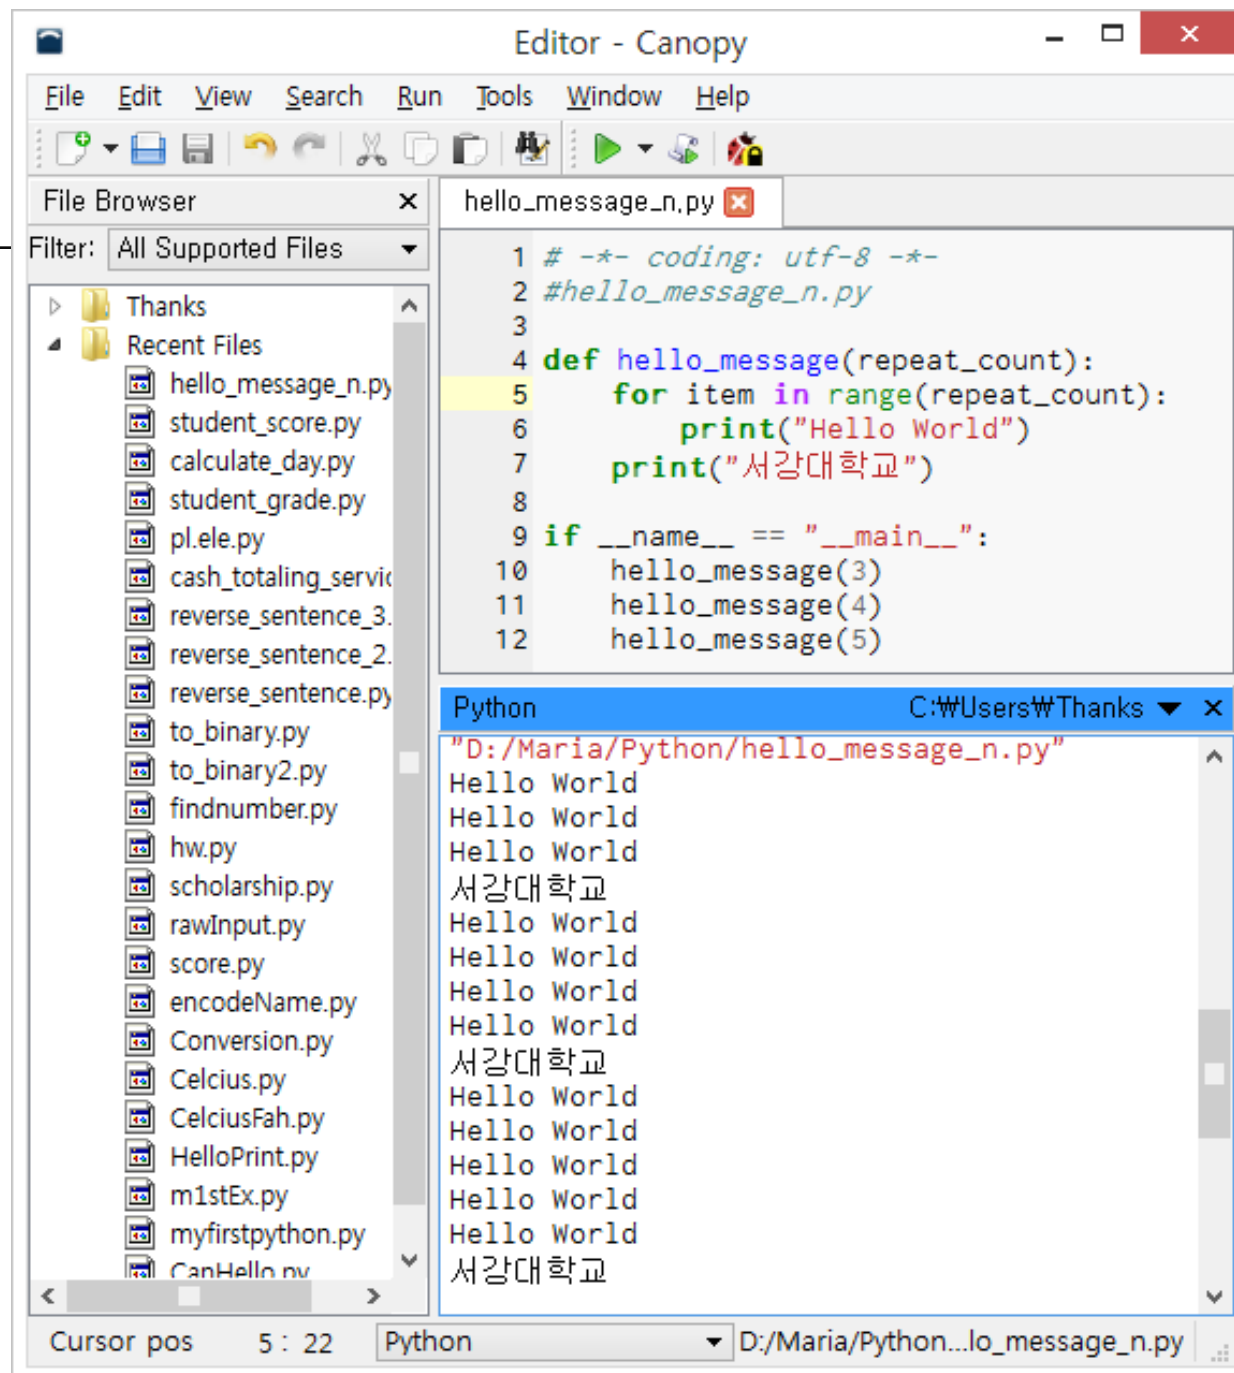 Editor - Canopy
File Edit View Search Run Tools Window Help
File Browser
Filter: All Supported Files
Thanks
Recent Files
hello_message_n.py
student_score.py
calculate_day.py
student_grade.py
pl.ele.py
cash_totaling_servic
reverse_sentence_3.
reverse_sentence_2.
reverse_sentence.py
to_binary.py
to_binary2.py
findnumber.py
hw.py
scholarship.py
rawInput.py
score.py
encodeName.py
Conversion.py
Celcius.py
CelciusFah.py
HelloPrint.py
m1stEx.py
myfirstpython.py
CanHello.py
hello_message_n.py
1 # -*- coding: utf-8 -*-
2 #hello_message_n.py
3
4 def hello_message(repeat_count):
5     for item in range(repeat_count):
6         print("Hello World")
7     print("서강대학교")
8
9 if __name__ == "__main__":
10     hello_message(3)
11     hello_message(4)
12     hello_message(5)
Python C:₩Users₩Thanks
"D:/Maria/Python/hello_message_n.py"
Hello World
Hello World
Hello World
서강대학교
Hello World
Hello World
Hello World
Hello World
서강대학교
Hello World
Hello World
Hello World
Hello World
Hello World
서강대학교
Cursor pos 5 : 22 Python D:/Maria/Python...lo_message_n.py